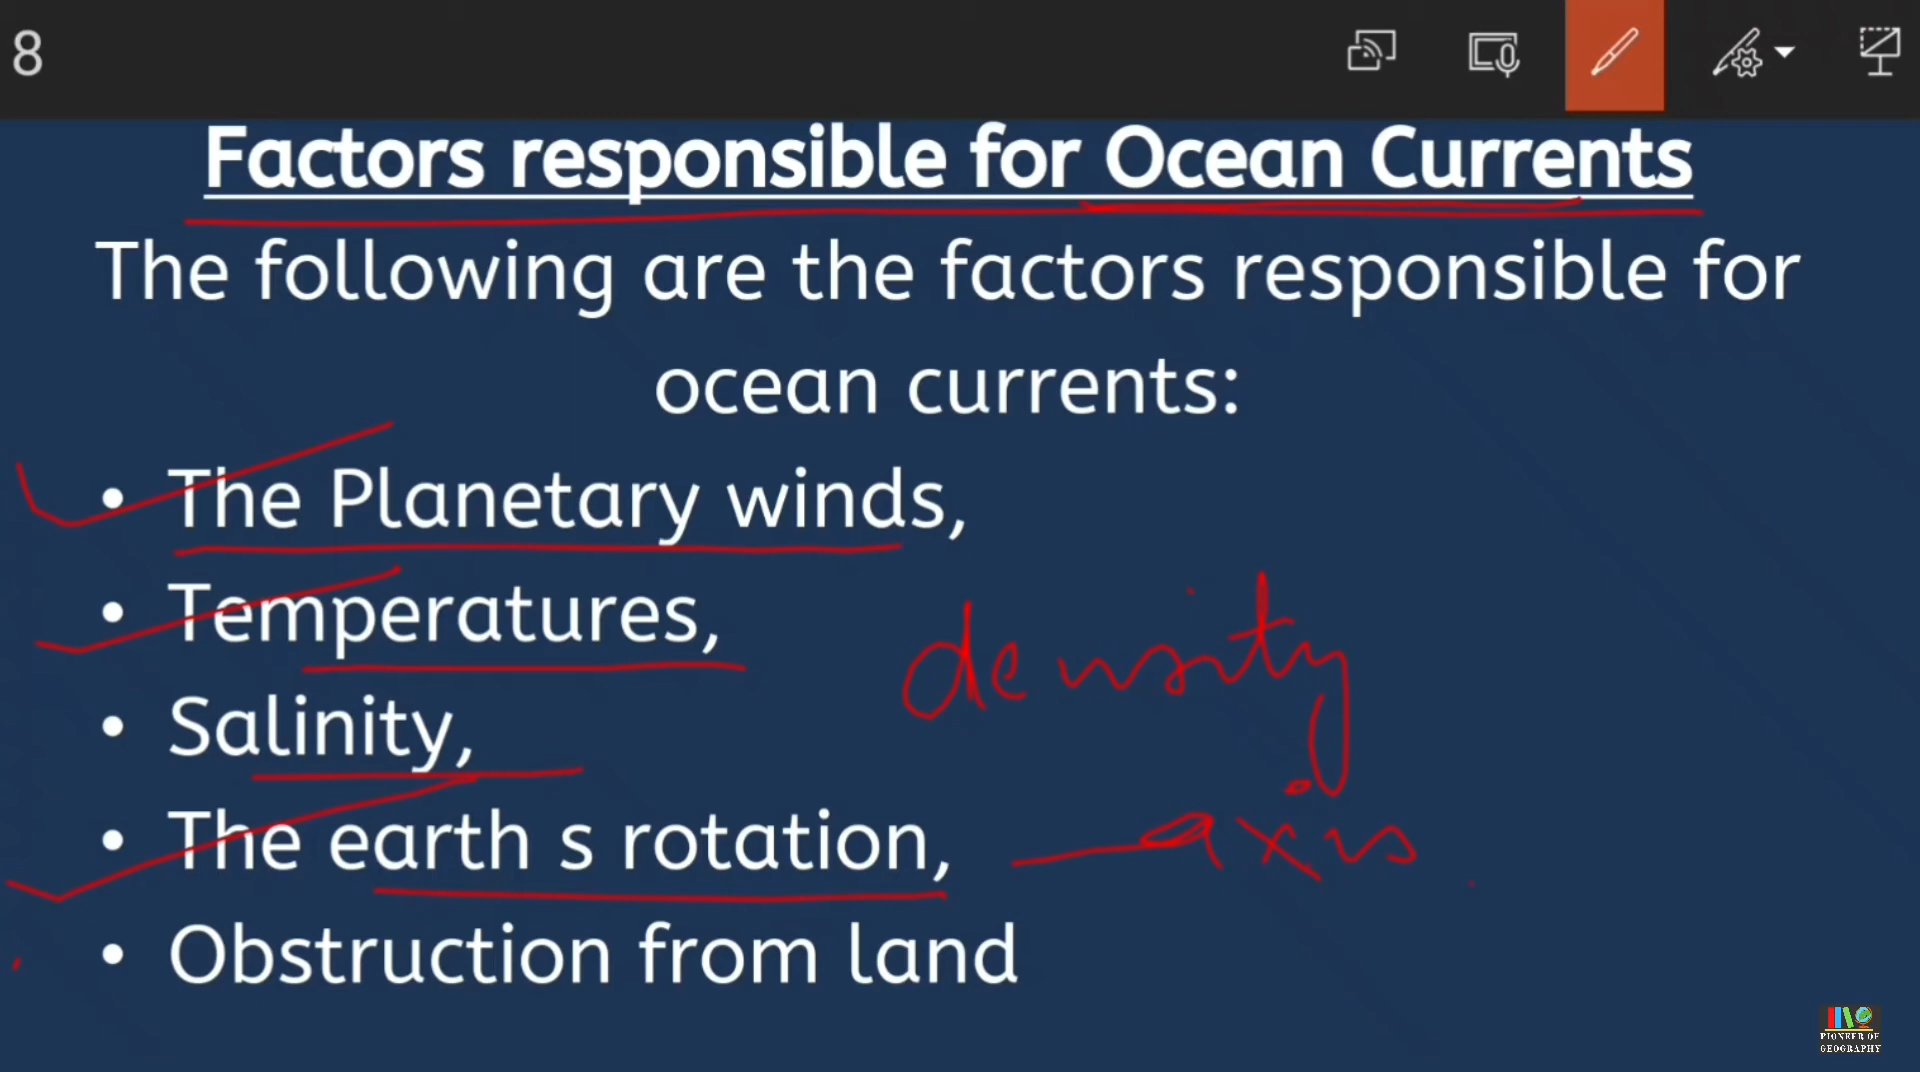 8
Factors responsible for Ocean Currents
The following are the factors responsible for
ocean currents:
• The Planetary winds,
• Temperatures,
density
• Salinity,
• The earth s rotation,
axis
• Obstruction from land
PIONEER OF
GEOGRAPHY